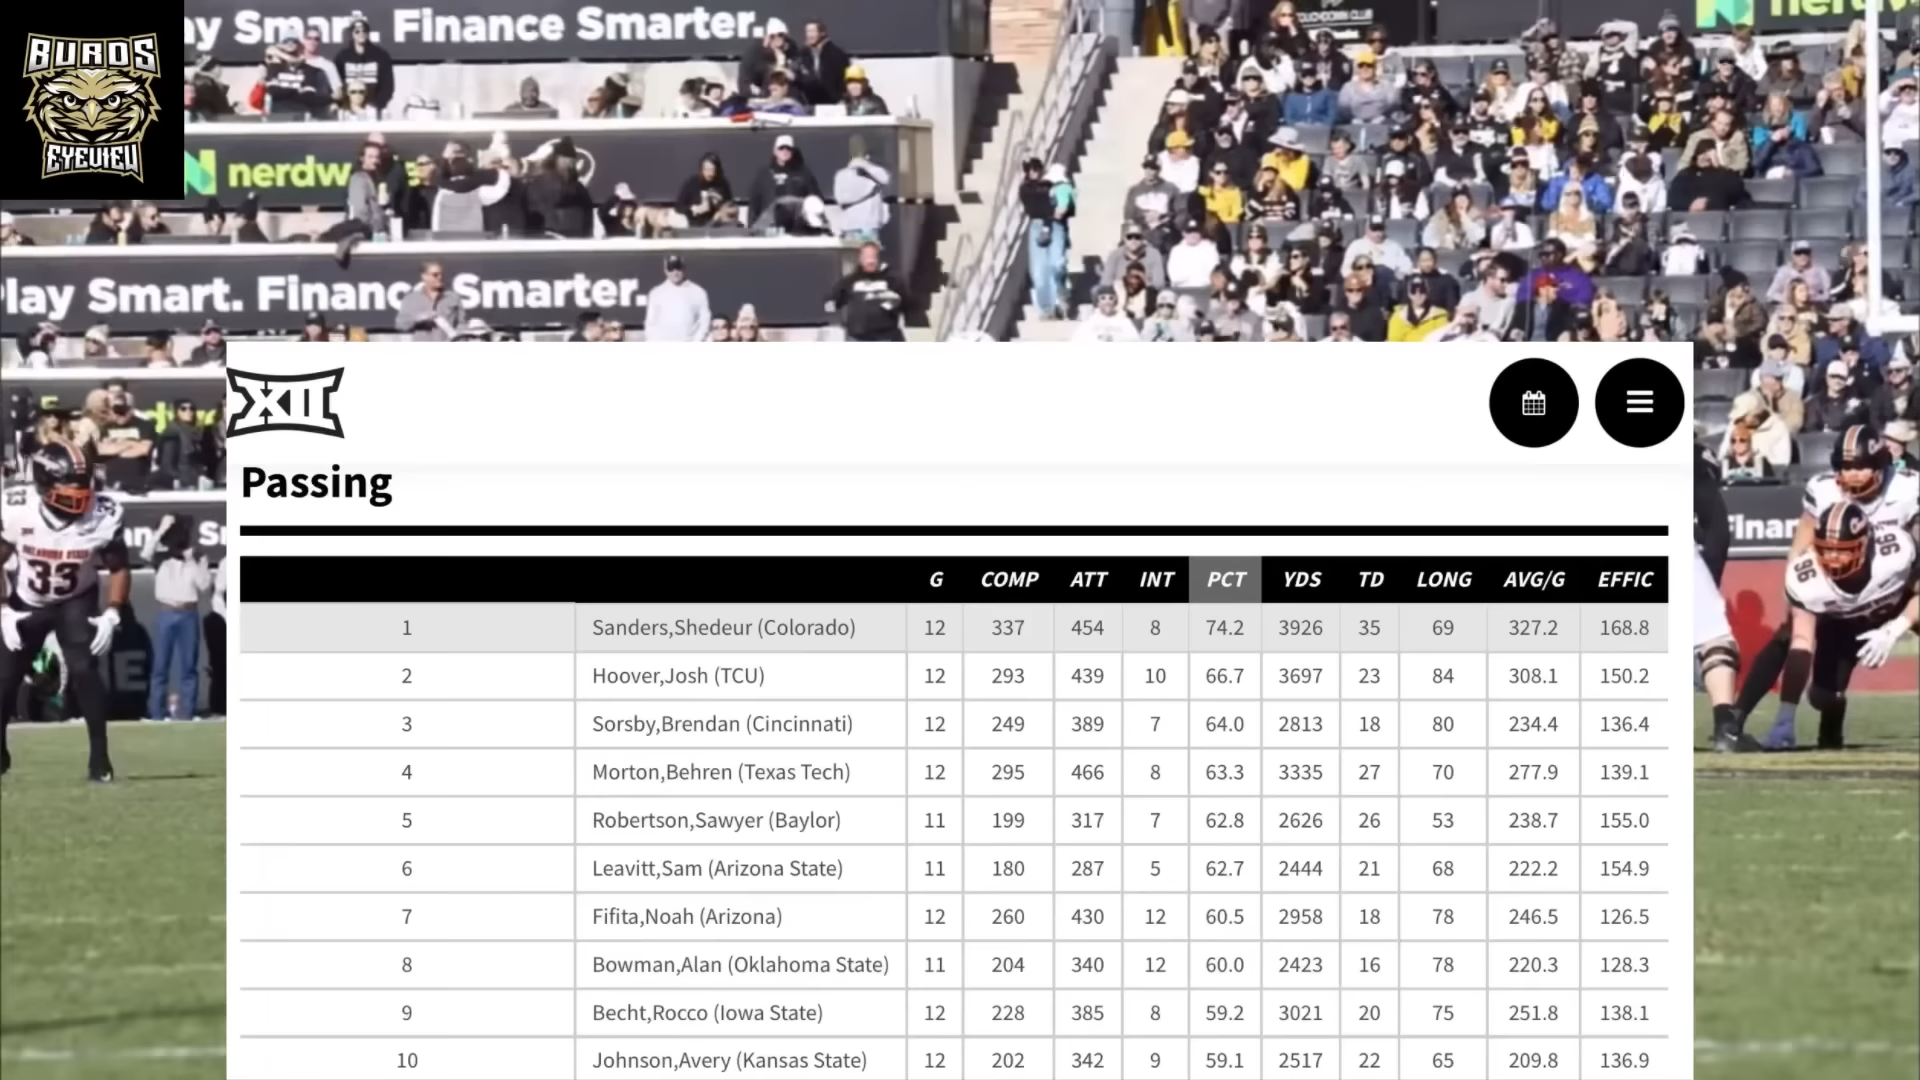 BUROS
EYEVIEW
ay Smart. Finance Smarter.
TOUCHDOWN CLUB
nerdw
Play Smart. Finance Smarter.
XII
Passing
G COMP ATT INT PCT YDS TD LONG AVG/G EFFIC
1 Sanders,Shedeur (Colorado) 12 337 454 8 74.2 3926 35 69 327.2 168.8
2 Hoover,Josh (TCU) 12 293 439 10 66.7 3697 23 84 308.1 150.2
3 Sorsby,Brendan (Cincinnati) 12 249 389 7 64.0 2813 18 80 234.4 136.4
4 Morton,Behren (Texas Tech) 12 295 466 8 63.3 3335 27 70 277.9 139.1
5 Robertson,Sawyer (Baylor) 11 199 317 7 62.8 2626 26 53 238.7 155.0
6 Leavitt,Sam (Arizona State) 11 180 287 5 62.7 2444 21 68 222.2 154.9
7 Fifita,Noah (Arizona) 12 260 430 12 60.5 2958 18 78 246.5 126.5
8 Bowman,Alan (Oklahoma State) 11 204 340 12 60.0 2423 16 78 220.3 128.3
9 Becht,Rocco (Iowa State) 12 228 385 8 59.2 3021 20 75 251.8 138.1
10 Johnson,Avery (Kansas State) 12 202 342 9 59.1 2517 22 65 209.8 136.9
33
33
Finan
96
96